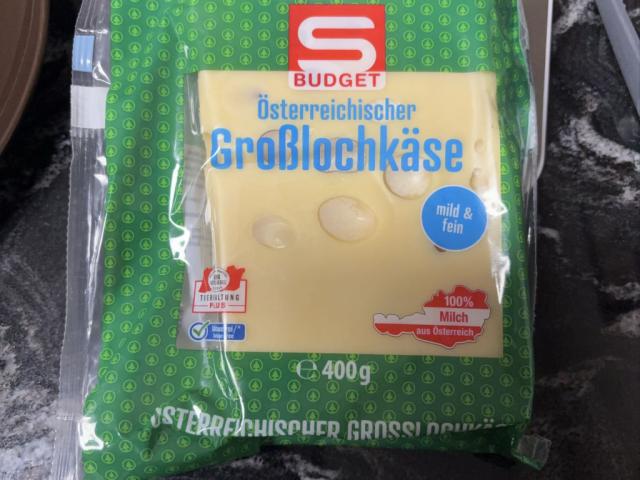 S
BUDGET
Österreichischer
Großlochkäse
mild &
fein
TIERHALTUNG
PLUS
100%
Milch
aus Österreich
℮ 400g
ÖSTERREICHISCHER GROSSLOCHKÄSE